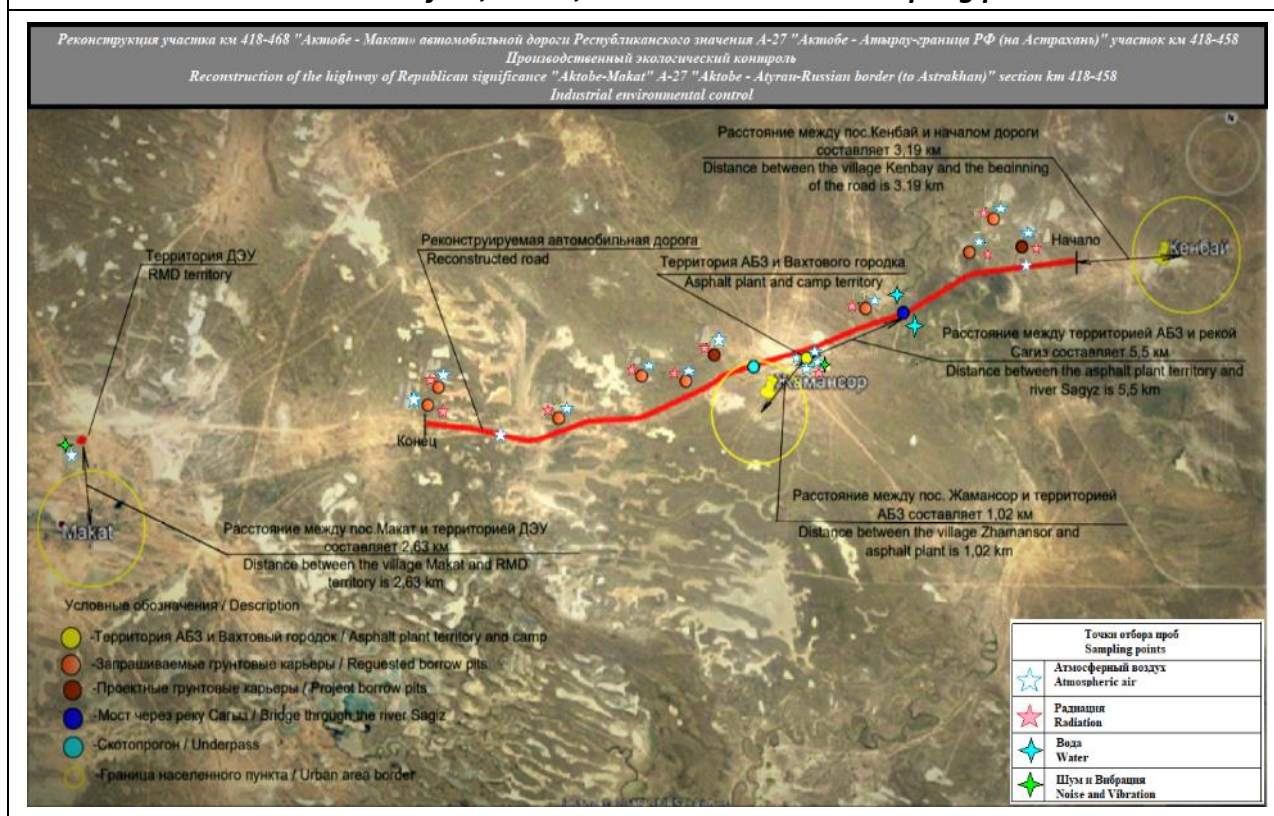 Реконструкция участка км 418-468 "Актобе - Макат» автомобильной дороги Республиканского значения А-27 "Актобе - Атырау-граница РФ (на Астрахань)" участок км 418-458
Производственный экологический контроль
Reconstruction of the highway of Republican significance "Aktobe-Makat" A-27 "Aktobe - Atyrau-Russian border (to Astrakhan)" section km 418-458
Industrial environmental control
N
Расстояние между пос.Кенбай и началом дороги
составляет 3,19 км
Distance between the village Kenbay and the beginning
of the road is 3.19 km
Территория ДЭУ
RMD territory
Реконструируемая автомобильная дорога
Reconstructed road
Территория АБЗ и Вахтового городка
Asphalt plant and camp territory
Начало
Кенбай
Расстояние между территорией АБЗ и рекой
Сагиз составляет 5,5 км
Distance between the asphalt plant territory and
river Sagyz is 5,5 km
Жамансор
Конец
Makat
Расстояние между пос. Жамансор и территорией
АБЗ составляет 1,02 км
Distance between the village Zhamansor and
asphalt plant is 1,02 km
Расстояние между пос.Макат и территорией ДЭУ
составляет 2,63 км
Distance between the village Makat and RMD
territory is 2,63 km
Условные обозначения / Description
-Территория АБЗ и Вахтовый городок / Asphalt plant territory and camp
-Запрашиваемые грунтовые карьеры / Reguested borrow pits
-Проектные грунтовые карьеры / Project borrow pits
-Мост через реку Сагыз / Bridge through the river Sagiz
-Скотопрогон / Underpass
-Граница населенного пункта / Urban area border
Точки отбора проб
Sampling points
Атмосферный воздух
Atmospheric air
Радиация
Radiation
Вода
Water
Шум и Вибрация
Noise and Vibration